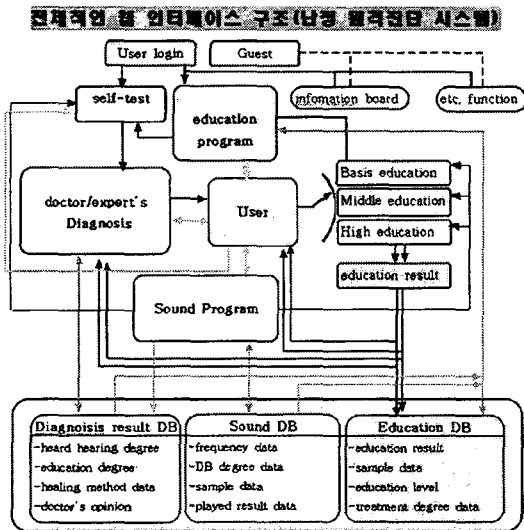 전체적인 웹 인터페이스 구조(난청 원격진단 시스템)
User login
Guest
self-test
education
program
infomation board
etc. function
doctor/expert's
Diagnosis
User
Basis education
Middle education
High education
education result
Sound Program
Diagnoisis result DB
-heard hearing degree
-education degree
-healing method data
-doctor's opinion
Sound DB
-frequency data
-DB degree data
-sample data
-played result data
Education DB
-education result
-sample data
-education level
-treatment degree data